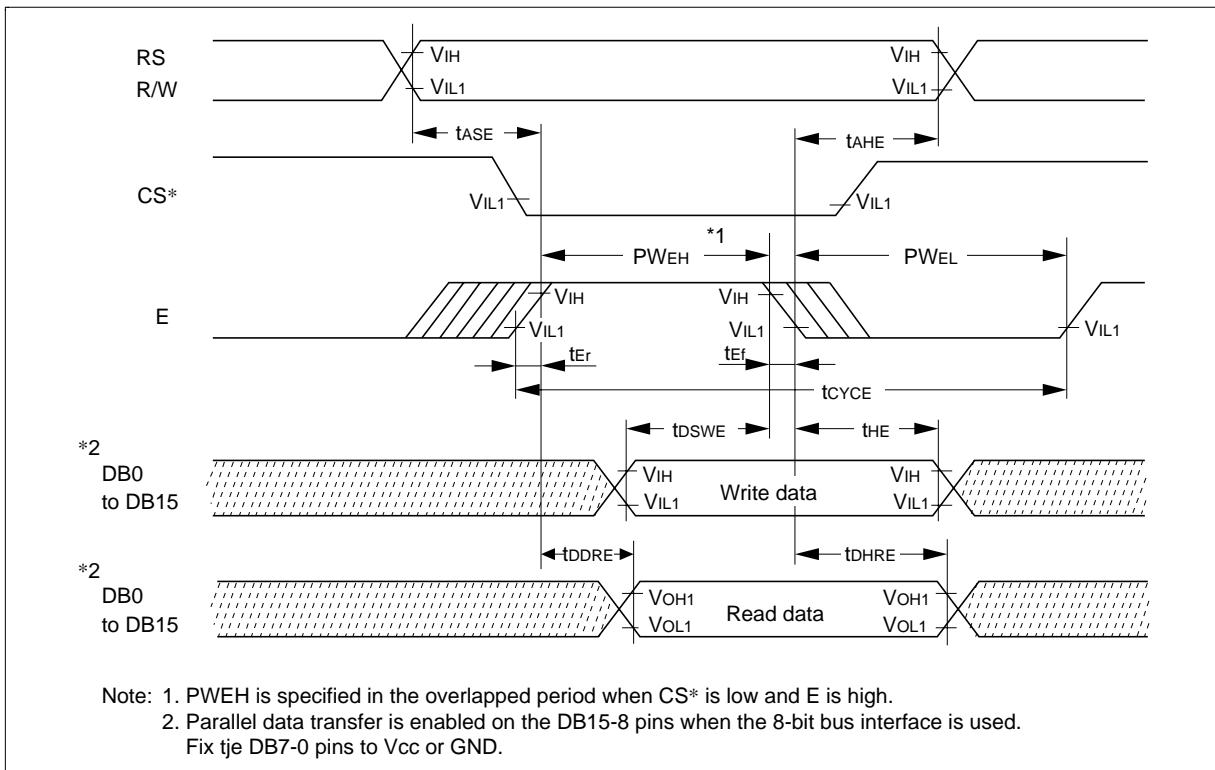 RS
R/W
VIH
VIL1
VIH
VIL1
tASE
tAHE
CS*
VIL1
VIL1
*1
PWEH
PWEL
E
VIH
VIL1
VIH
VIL1
VIL1
tEr
tEf
tCYCE
tDSWE
tHE
*2
DB0
to DB15
VIH
VIL1
Write data
VIH
VIL1
tDDRE
tDHRE
*2
DB0
to DB15
VOH1
VOL1
Read data
VOH1
VOL1
Note: 1. PWEH is specified in the overlapped period when CS* is low and E is high.
2. Parallel data transfer is enabled on the DB15-8 pins when the 8-bit bus interface is used.
Fix tje DB7-0 pins to Vcc or GND.